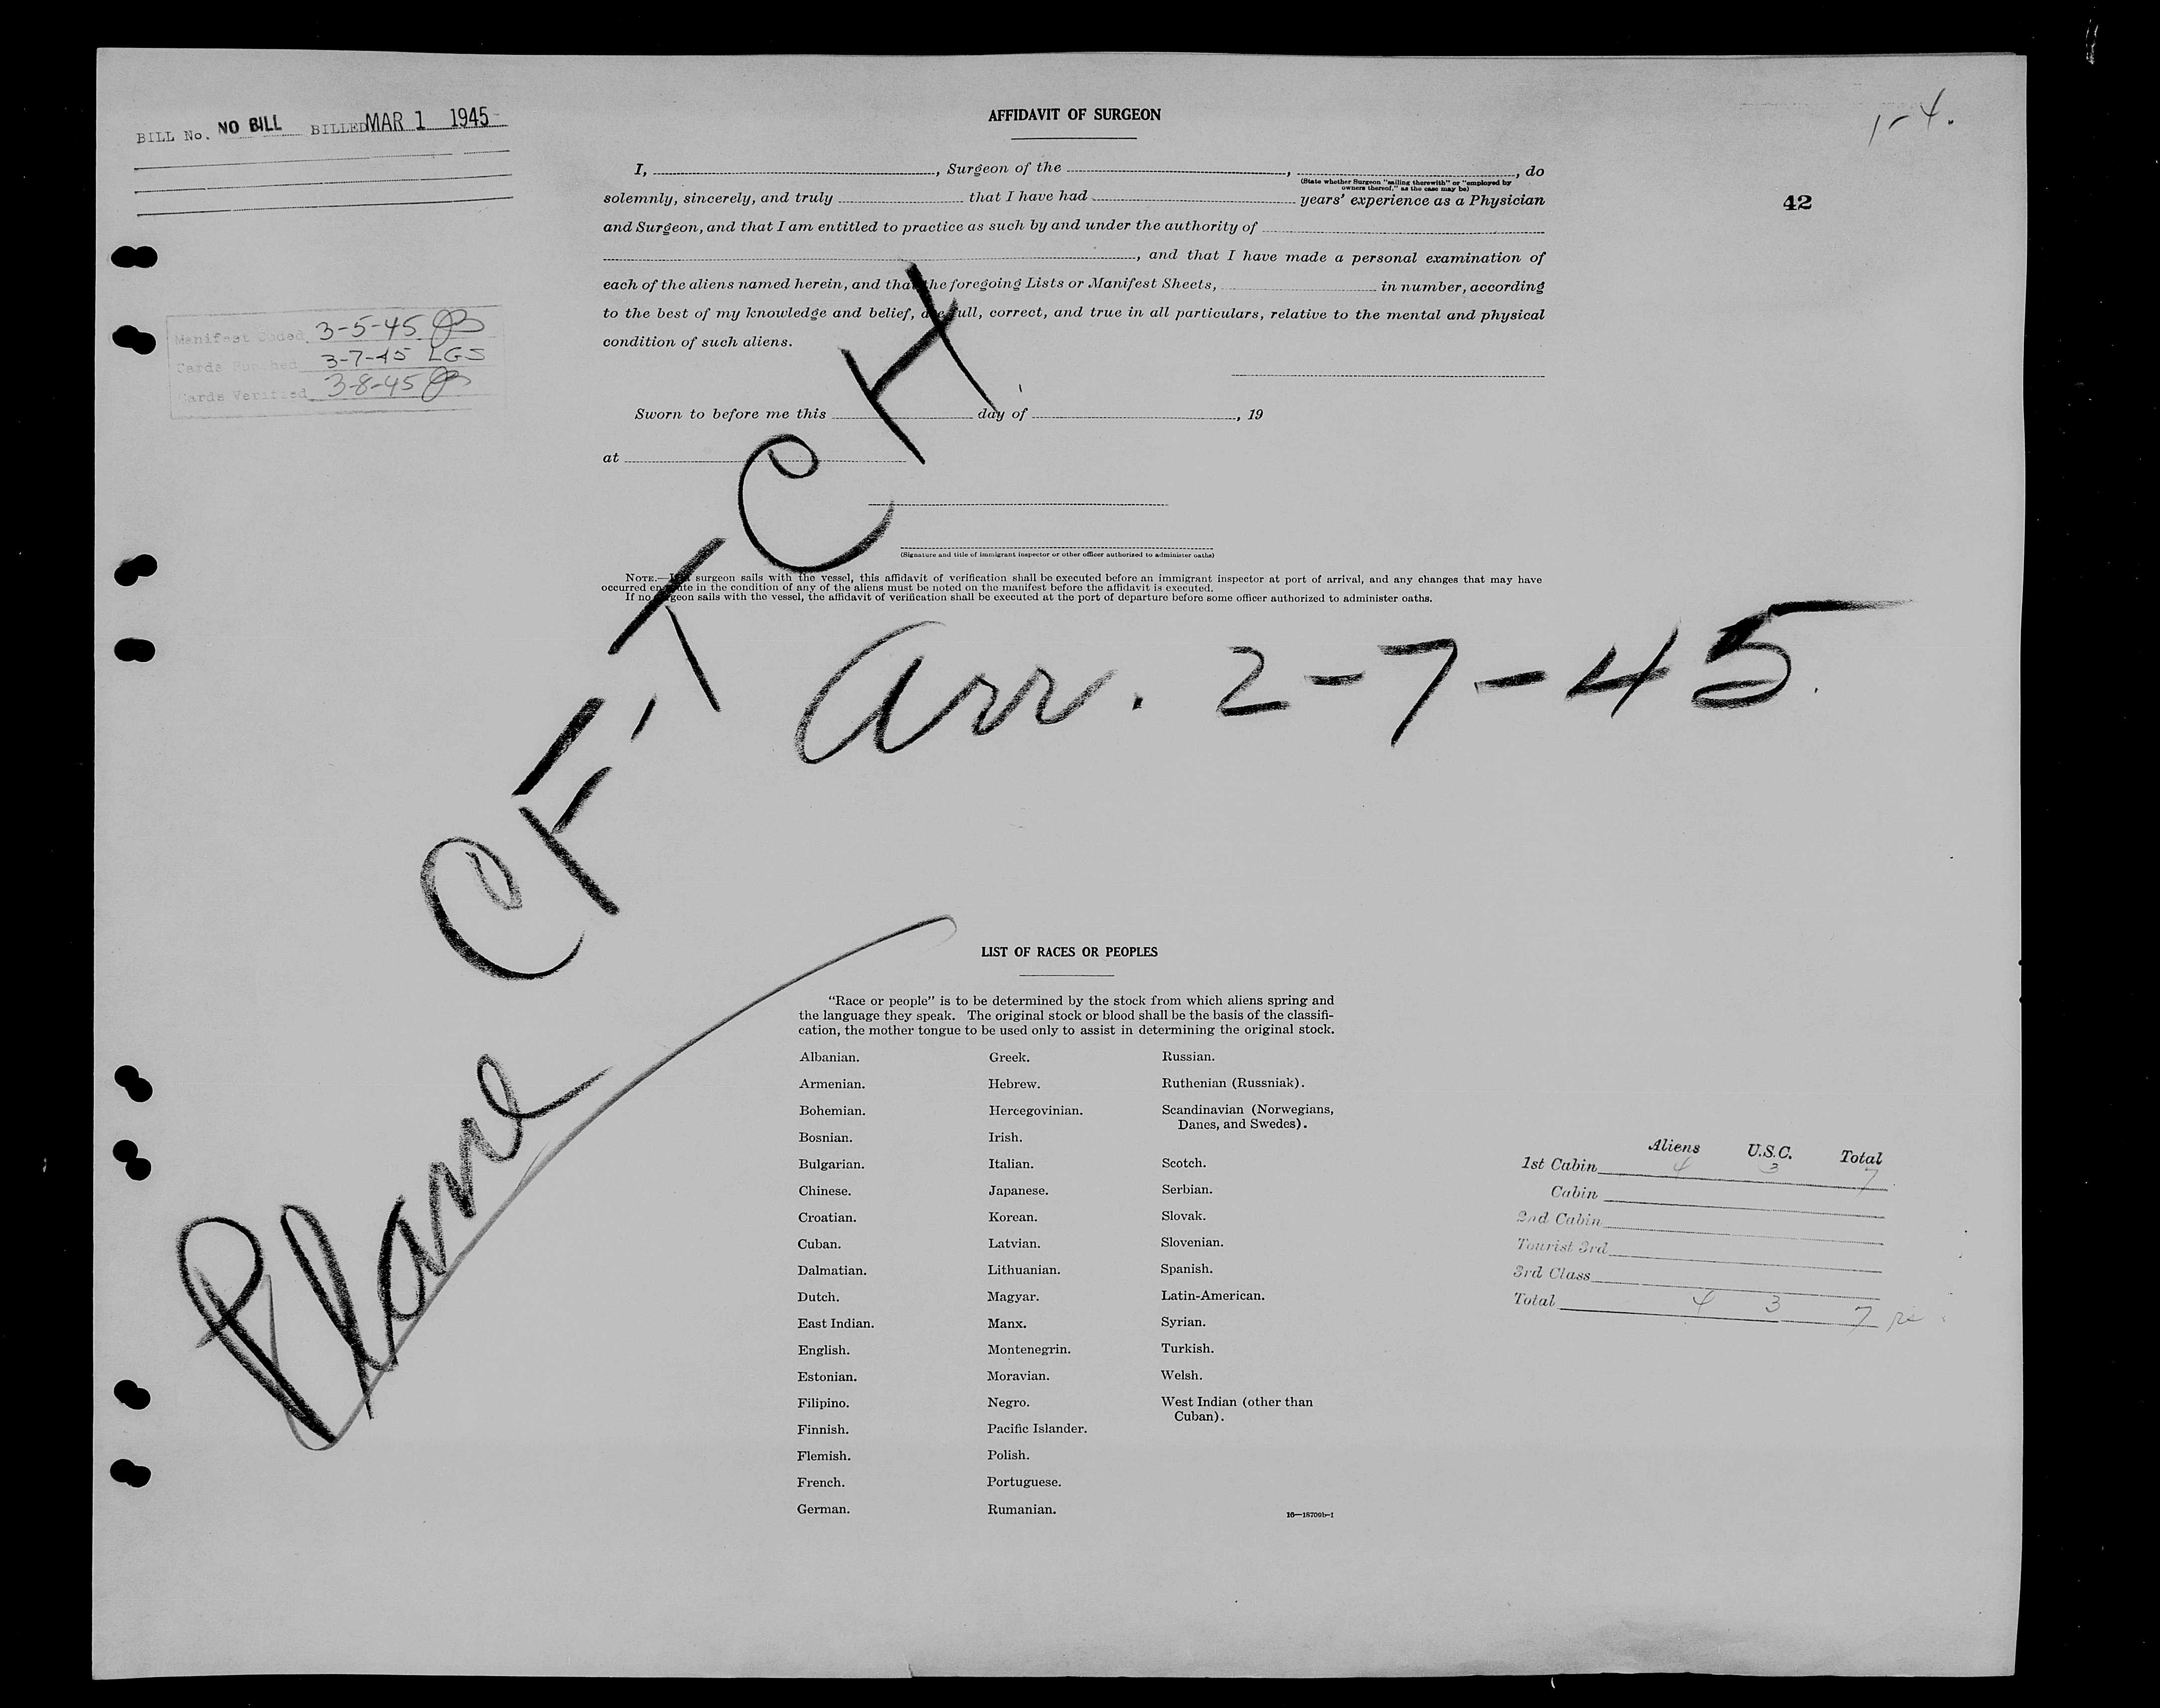 BILL No. NO BILL BILLED MAR 1 1945
1-4.
42
Manifest Coded 3-5-45
Cards Punched 3-7-45 LGS
Cards Verified 3-8-45
AFFIDAVIT OF SURGEON
I, , Surgeon of the , , do
(State whether Surgeon "sailing therewith" or "employed by
owners thereof," as the case may be)
solemnly, sincerely, and truly that I have had years' experience as a Physician
and Surgeon, and that I am entitled to practice as such by and under the authority of
, and that I have made a personal examination of
each of the aliens named herein, and that the foregoing Lists or Manifest Sheets, in number, according
to the best of my knowledge and belief, are full, correct, and true in all particulars, relative to the mental and physical
condition of such aliens.
Sworn to before me this day of , 19
at
(Signature and title of immigrant inspector or other officer authorized to administer oaths)
NOTE.—If a surgeon sails with the vessel, this affidavit of verification shall be executed before an immigrant inspector at port of arrival, and any changes that may have
occurred en route in the condition of any of the aliens must be noted on the manifest before the affidavit is executed.
If no surgeon sails with the vessel, the affidavit of verification shall be executed at the port of departure before some officer authorized to administer oaths.
Plane CF-TCH
Arr. 2-7-45
LIST OF RACES OR PEOPLES
"Race or people" is to be determined by the stock from which aliens spring and
the language they speak. The original stock or blood shall be the basis of the classifi-
cation, the mother tongue to be used only to assist in determining the original stock.
Albanian.
Armenian.
Bohemian.
Bosnian.
Bulgarian.
Chinese.
Croatian.
Cuban.
Dalmatian.
Dutch.
East Indian.
English.
Estonian.
Filipino.
Finnish.
Flemish.
French.
German.
Greek.
Hebrew.
Hercegovinian.
Irish.
Italian.
Japanese.
Korean.
Latvian.
Lithuanian.
Magyar.
Manx.
Montenegrin.
Moravian.
Negro.
Pacific Islander.
Polish.
Portuguese.
Rumanian.
Russian.
Ruthenian (Russniak).
Scandinavian (Norwegians,
Danes, and Swedes).
Scotch.
Serbian.
Slovak.
Slovenian.
Spanish.
Latin-American.
Syrian.
Turkish.
Welsh.
West Indian (other than
Cuban).
16—18700b-1
Aliens U.S.C. Total
1st Cabin 4 3 7
Cabin
2nd Cabin
Tourist 3rd
3rd Class
Total 4 3 7